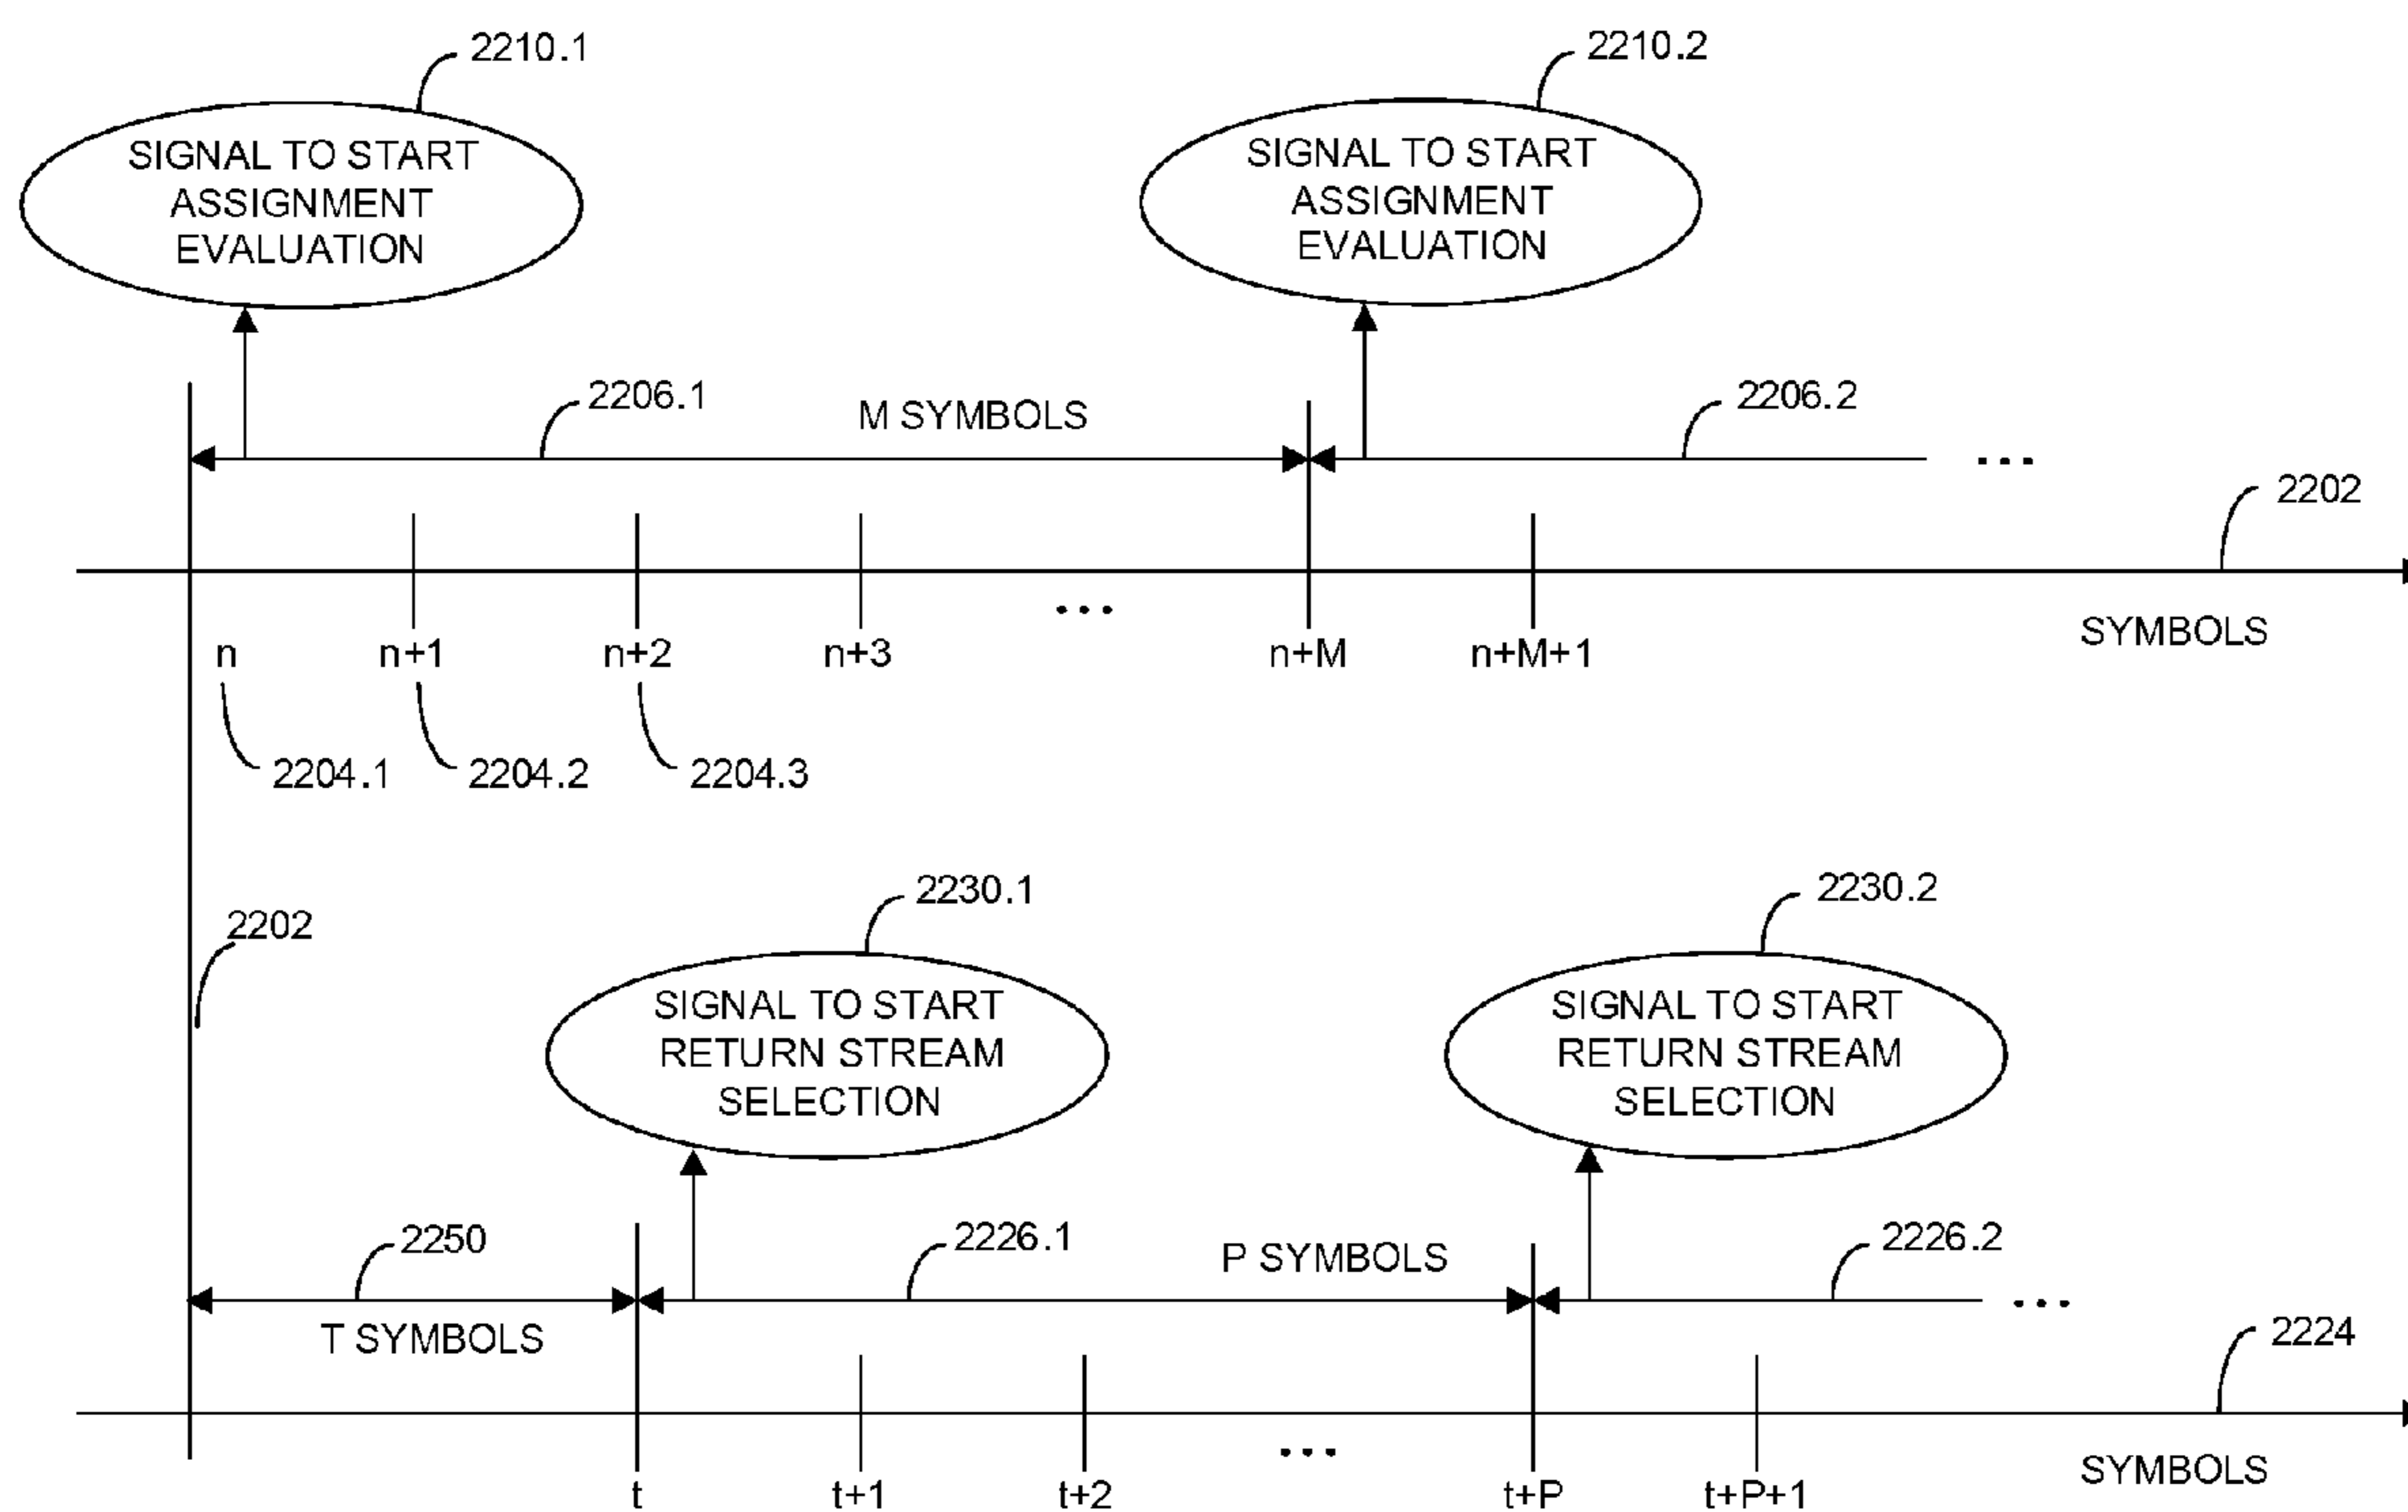 2210.1
2210.2
SIGNAL TO START
ASSIGNMENT
EVALUATION
SIGNAL TO START
ASSIGNMENT
EVALUATION
2206.1
M SYMBOLS
2206.2
...
2202
n
n+1
n+2
n+3
...
n+M
n+M+1
SYMBOLS
2204.1
2204.2
2204.3
2202
2230.1
2230.2
SIGNAL TO START
RETURN STREAM
SELECTION
SIGNAL TO START
RETURN STREAM
SELECTION
2250
T SYMBOLS
2226.1
P SYMBOLS
2226.2
...
2224
t
t+1
t+2
...
t+P
t+P+1
SYMBOLS